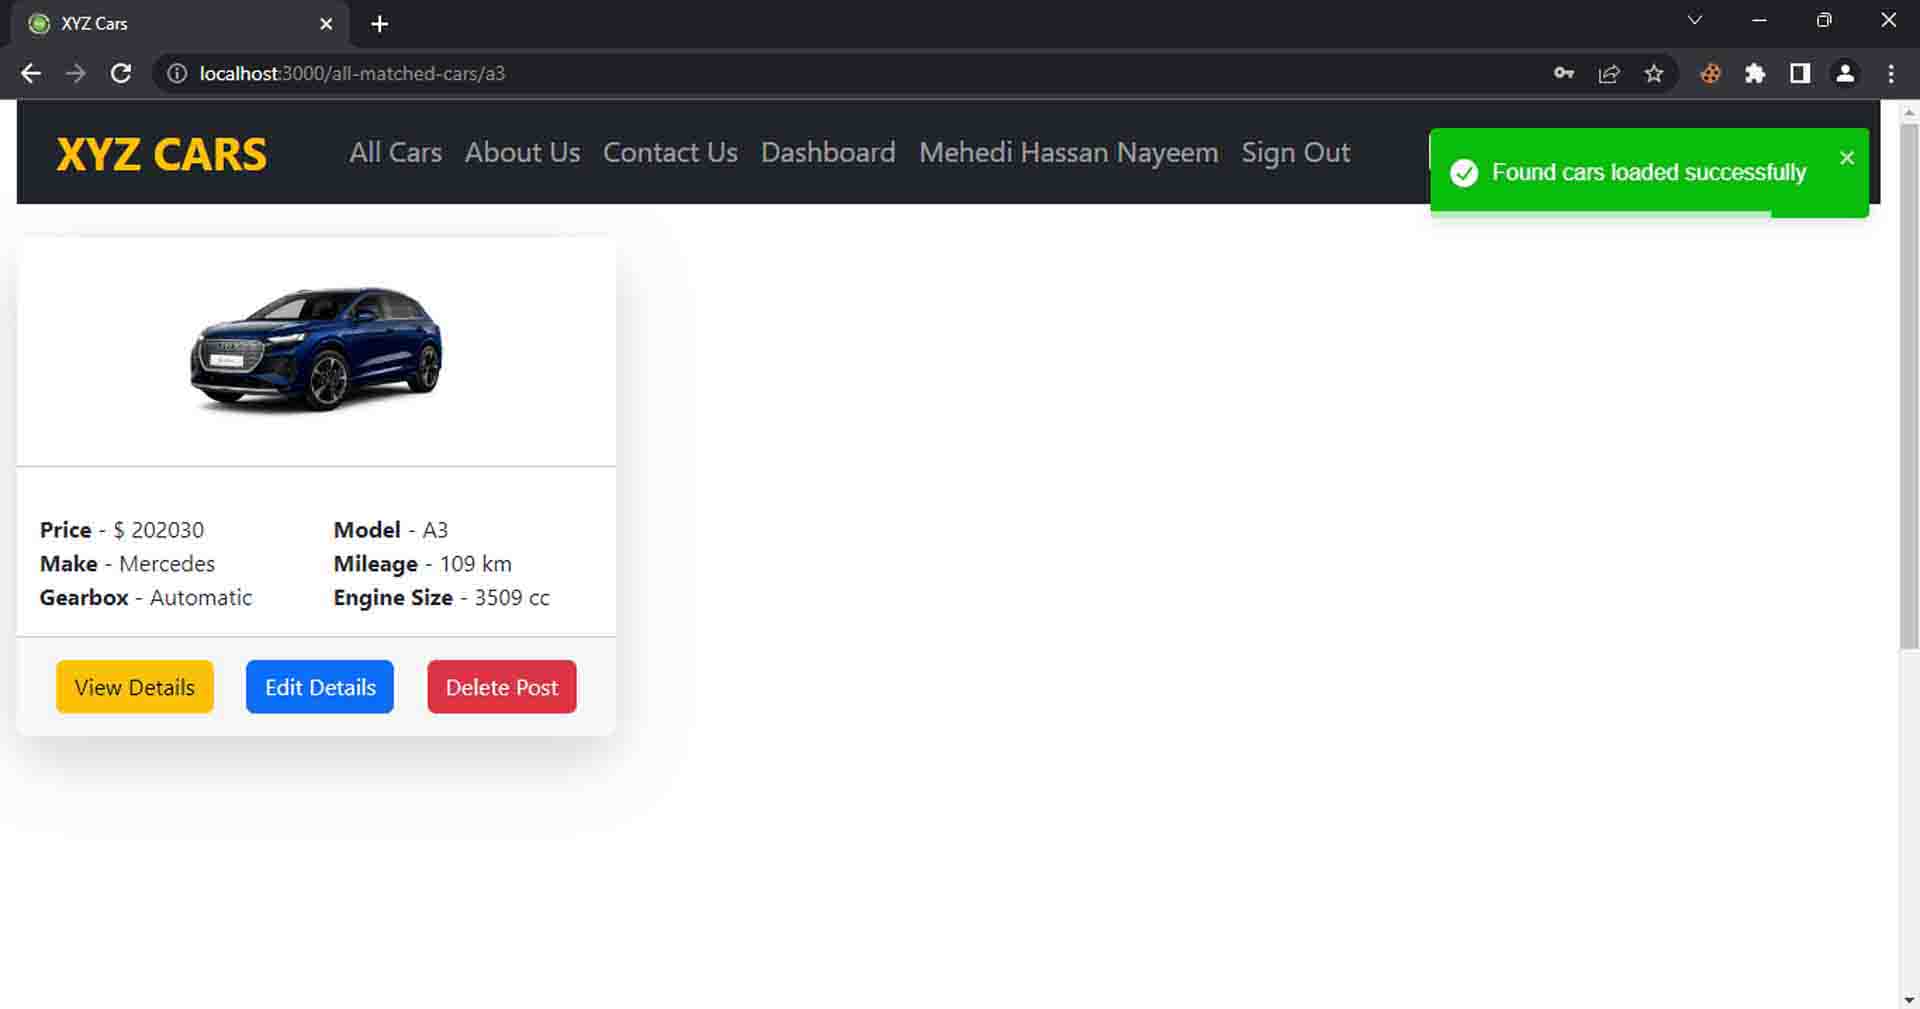 XYZ Cars
localhost:3000/all-matched-cars/a3
XYZ CARS
All Cars About Us Contact Us Dashboard Mehedi Hassan Nayeem Sign Out
Found cars loaded successfully
Price - $ 202030 Model - A3
Make - Mercedes Mileage - 109 km
Gearbox - Automatic Engine Size - 3509 cc
View Details Edit Details Delete Post